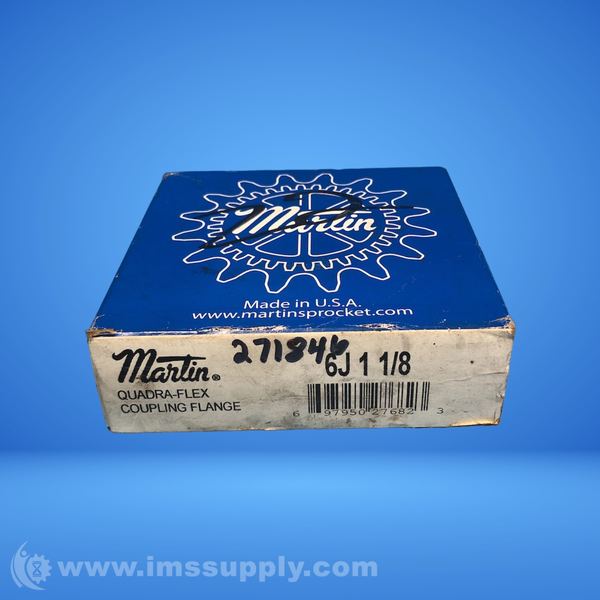 Martin
Made in U.S.A.
www.martinsprocket.com
Martin®
271846
6J 1 1/8
QUADRA-FLEX
COUPLING FLANGE
6 97950 27682 3
www.imssupply.com